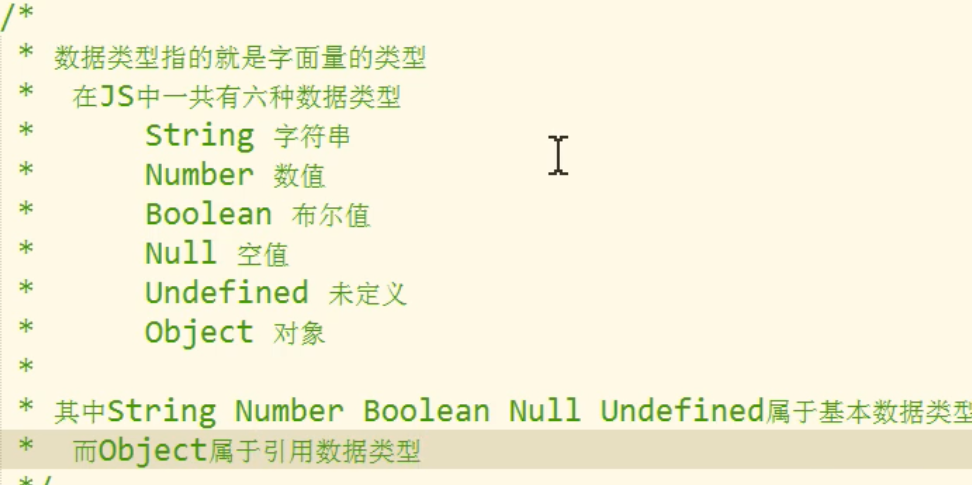 /*
* 数据类型指的就是字面量的类型
* 在JS中一共有六种数据类型
* String 字符串
* Number 数值
* Boolean 布尔值
* Null 空值
* Undefined 未定义
* Object 对象
*
* 其中String Number Boolean Null Undefined属于基本数据类型
* 而Object属于引用数据类型
*/